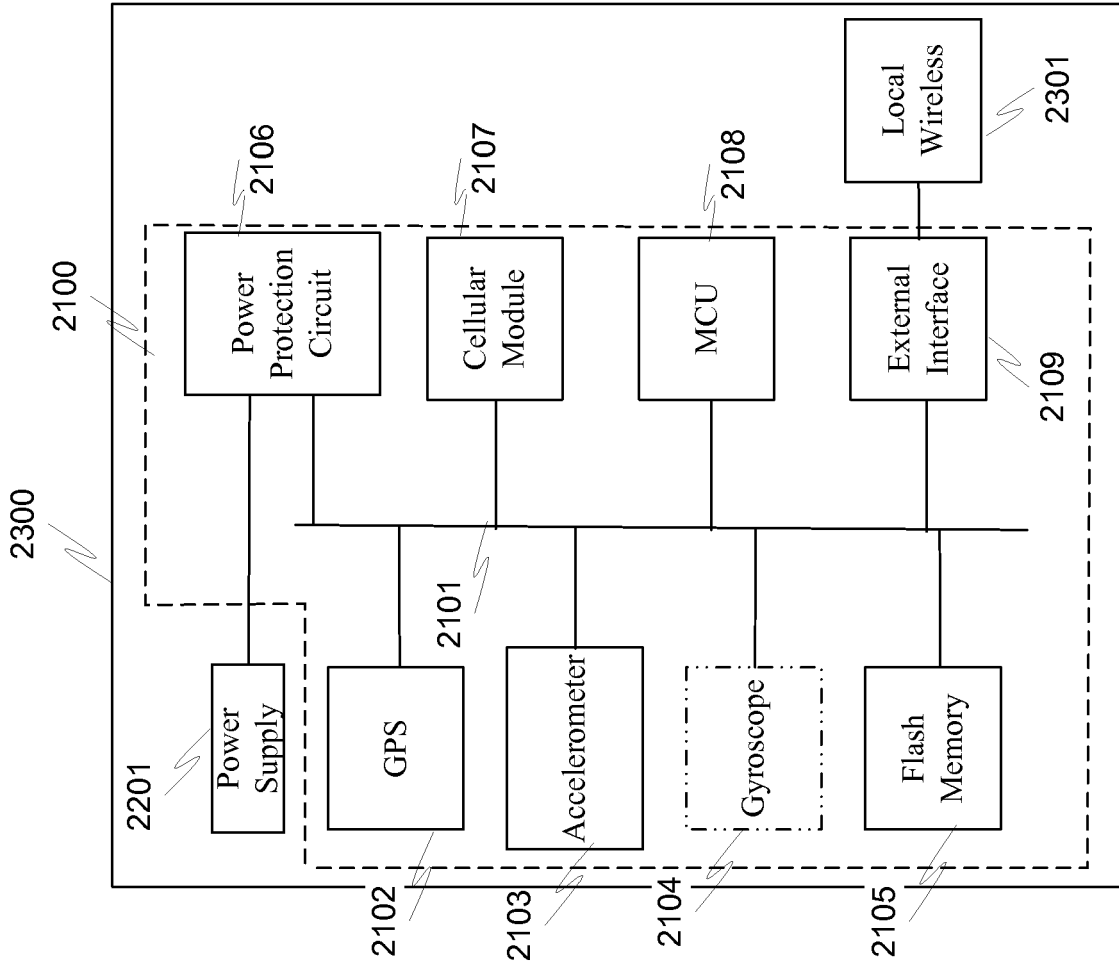 2300
2100
2201
Power
Supply
2106
Power
Protection
Circuit
2102
GPS
2107
Cellular
Module
2101
2103
Accelerometer
2108
MCU
2104
Gyroscope
2109
External
Interface
2301
Local
Wireless
2105
Flash
Memory